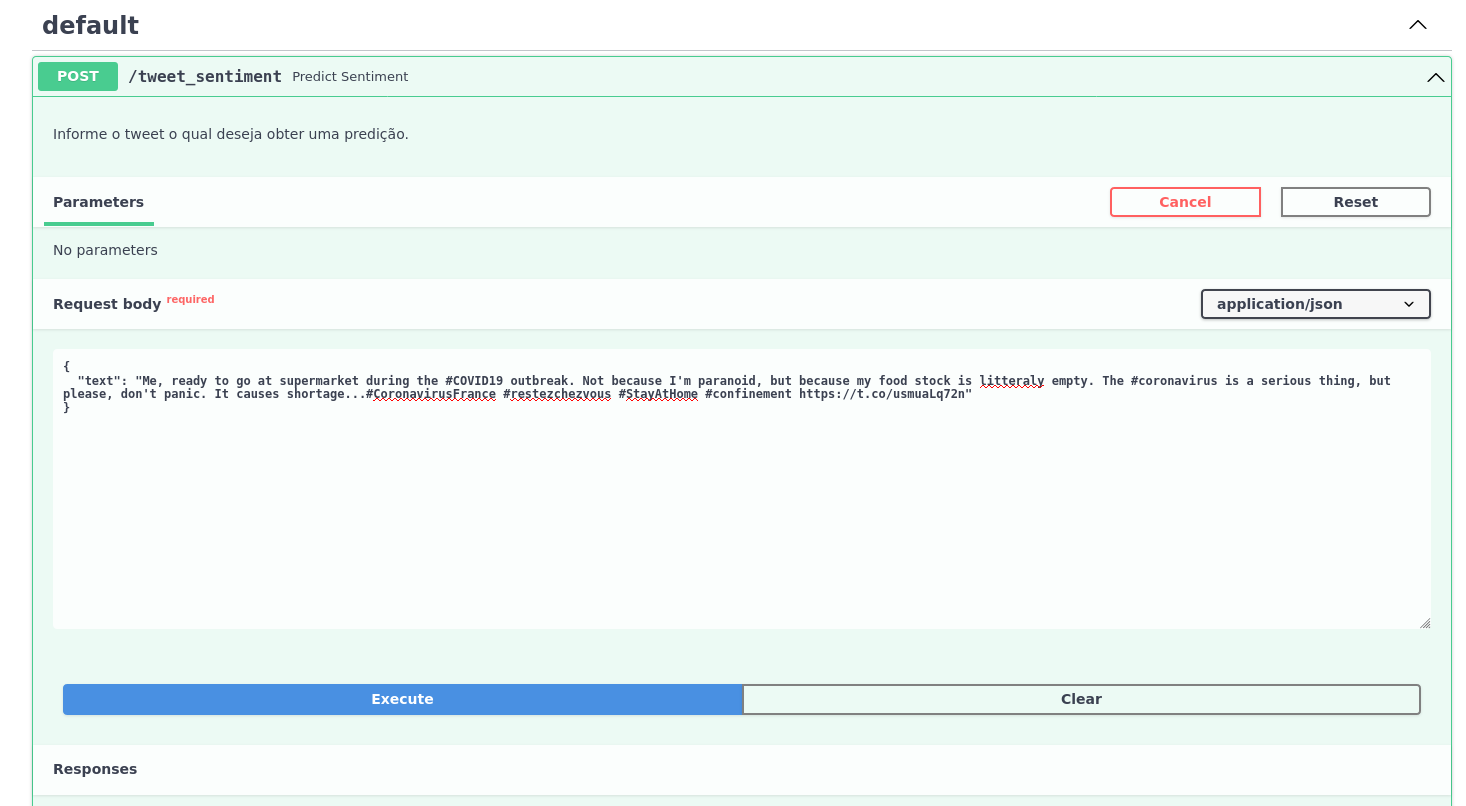 default
POST /tweet_sentiment Predict Sentiment
Informe o tweet o qual deseja obter uma predição.
Parameters Cancel Reset
No parameters
Request body required application/json
{
"text": "Me, ready to go at supermarket during the #COVID19 outbreak. Not because I'm paranoid, but because my food stock is litteraly empty. The #coronavirus is a serious thing, but
please, don't panic. It causes shortage...#CoronavirusFrance #restezchezvous #StayAtHome #confinement https://t.co/usmuaLq72n"
}
Execute Clear
Responses